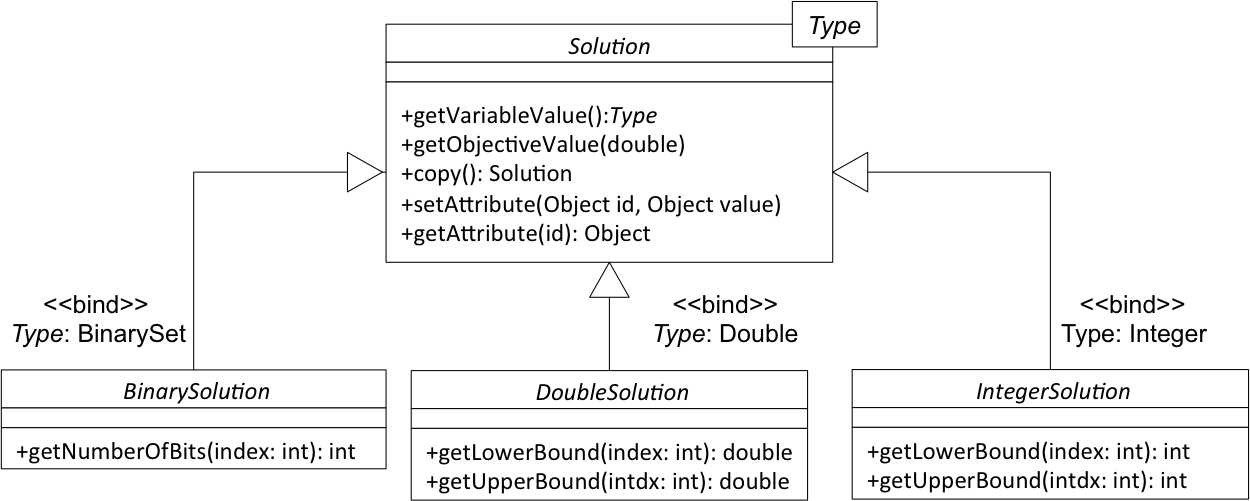 Type
Solution
+getVariableValue():Type
+getObjectiveValue(double)
+copy(): Solution
+setAttribute(Object id, Object value)
+getAttribute(id): Object
<<bind>>
Type: BinarySet
<<bind>>
Type: Double
<<bind>>
Type: Integer
BinarySolution
+getNumberOfBits(index: int): int
DoubleSolution
+getLowerBound(index: int): double
+getUpperBound(intdx: int): double
IntegerSolution
+getLowerBound(index: int): int
+getUpperBound(intdx: int): int